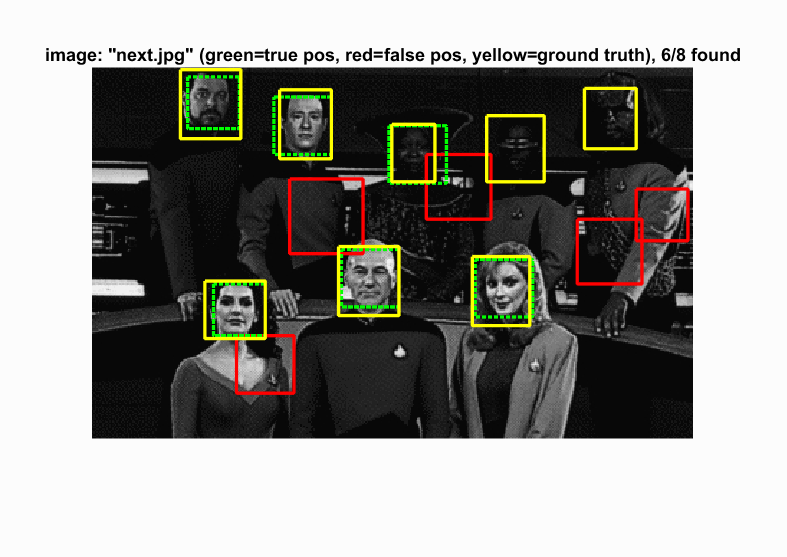 image: "next.jpg" (green=true pos, red=false pos, yellow=ground truth), 6/8 found